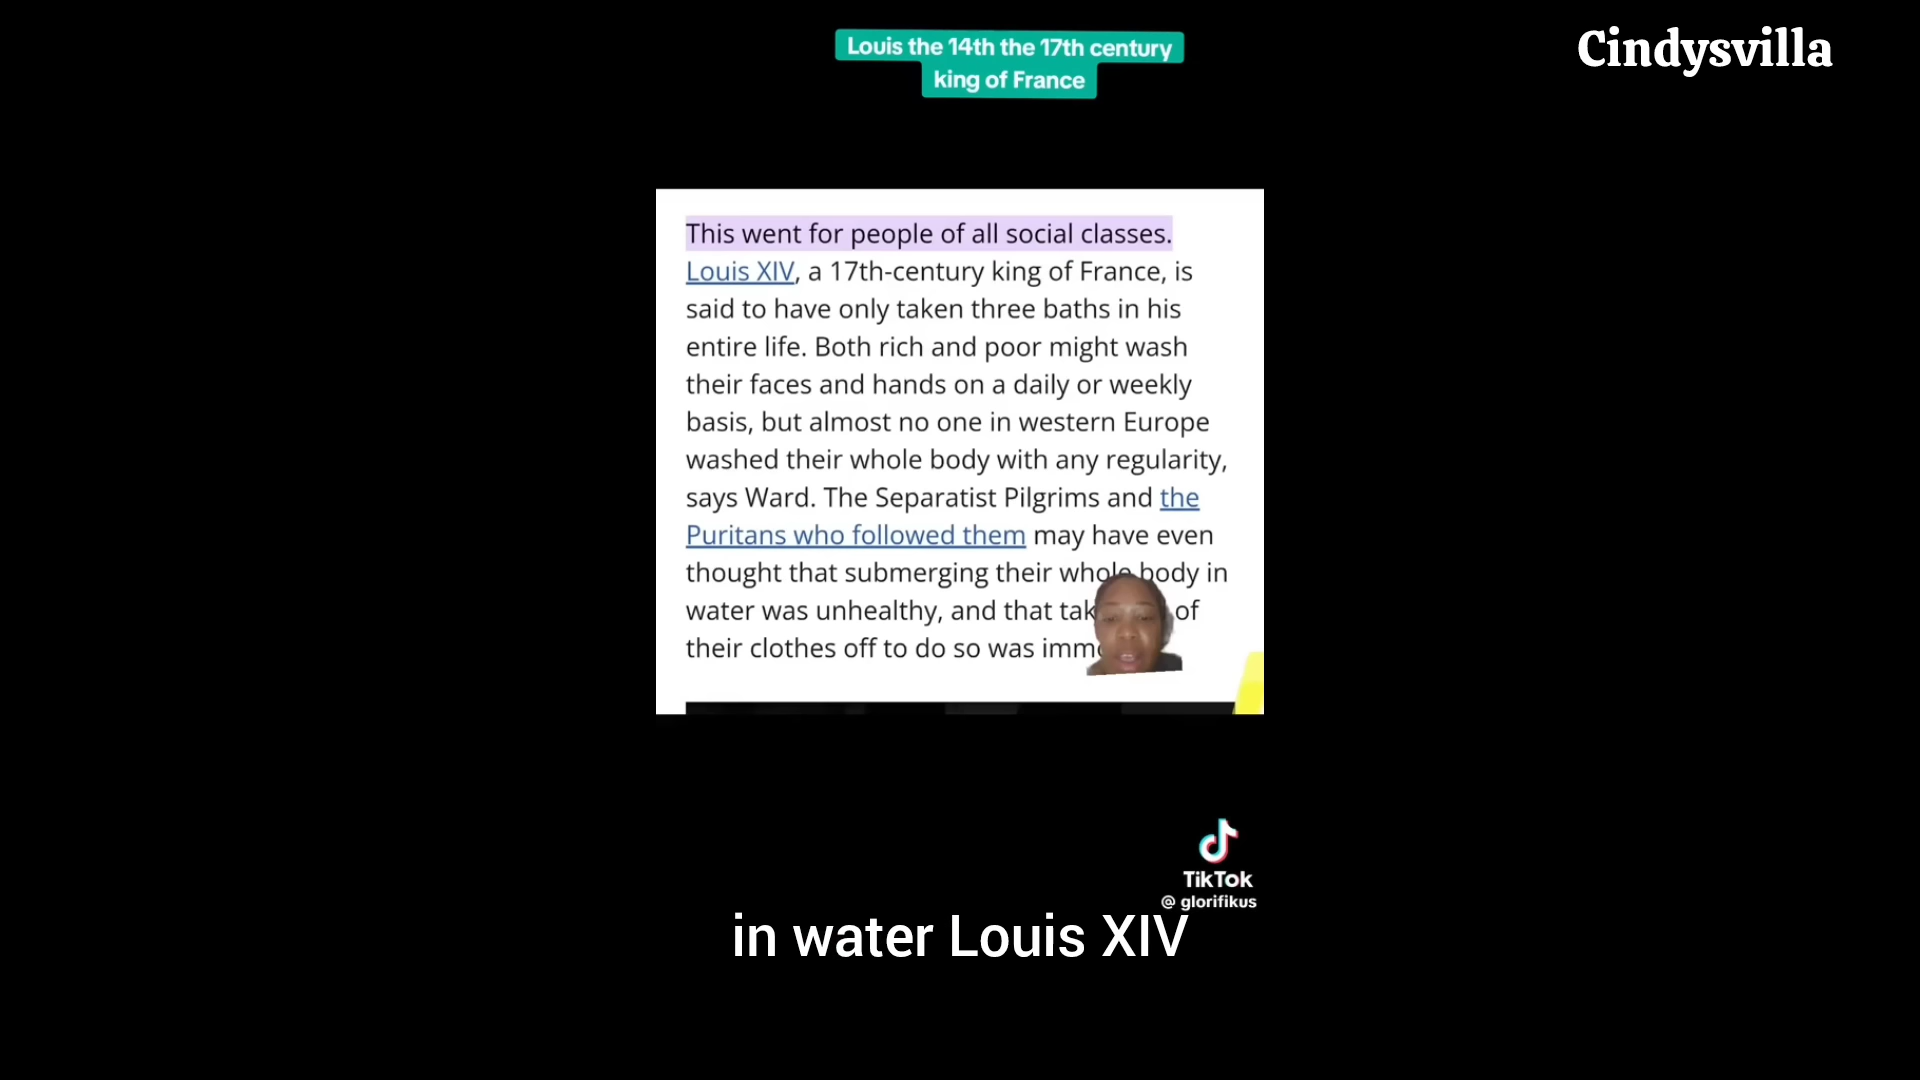 Louis the 14th the 17th century
king of France
Cindysvilla
This went for people of all social classes.
Louis XIV, a 17th-century king of France, is
said to have only taken three baths in his
entire life. Both rich and poor might wash
their faces and hands on a daily or weekly
basis, but almost no one in western Europe
washed their whole body with any regularity,
says Ward. The Separatist Pilgrims and the
Puritans who followed them may have even
thought that submerging their whole body in
water was unhealthy, and that of
their clothes off to do so was
TikTok
@ glorifikus
in water Louis XIV